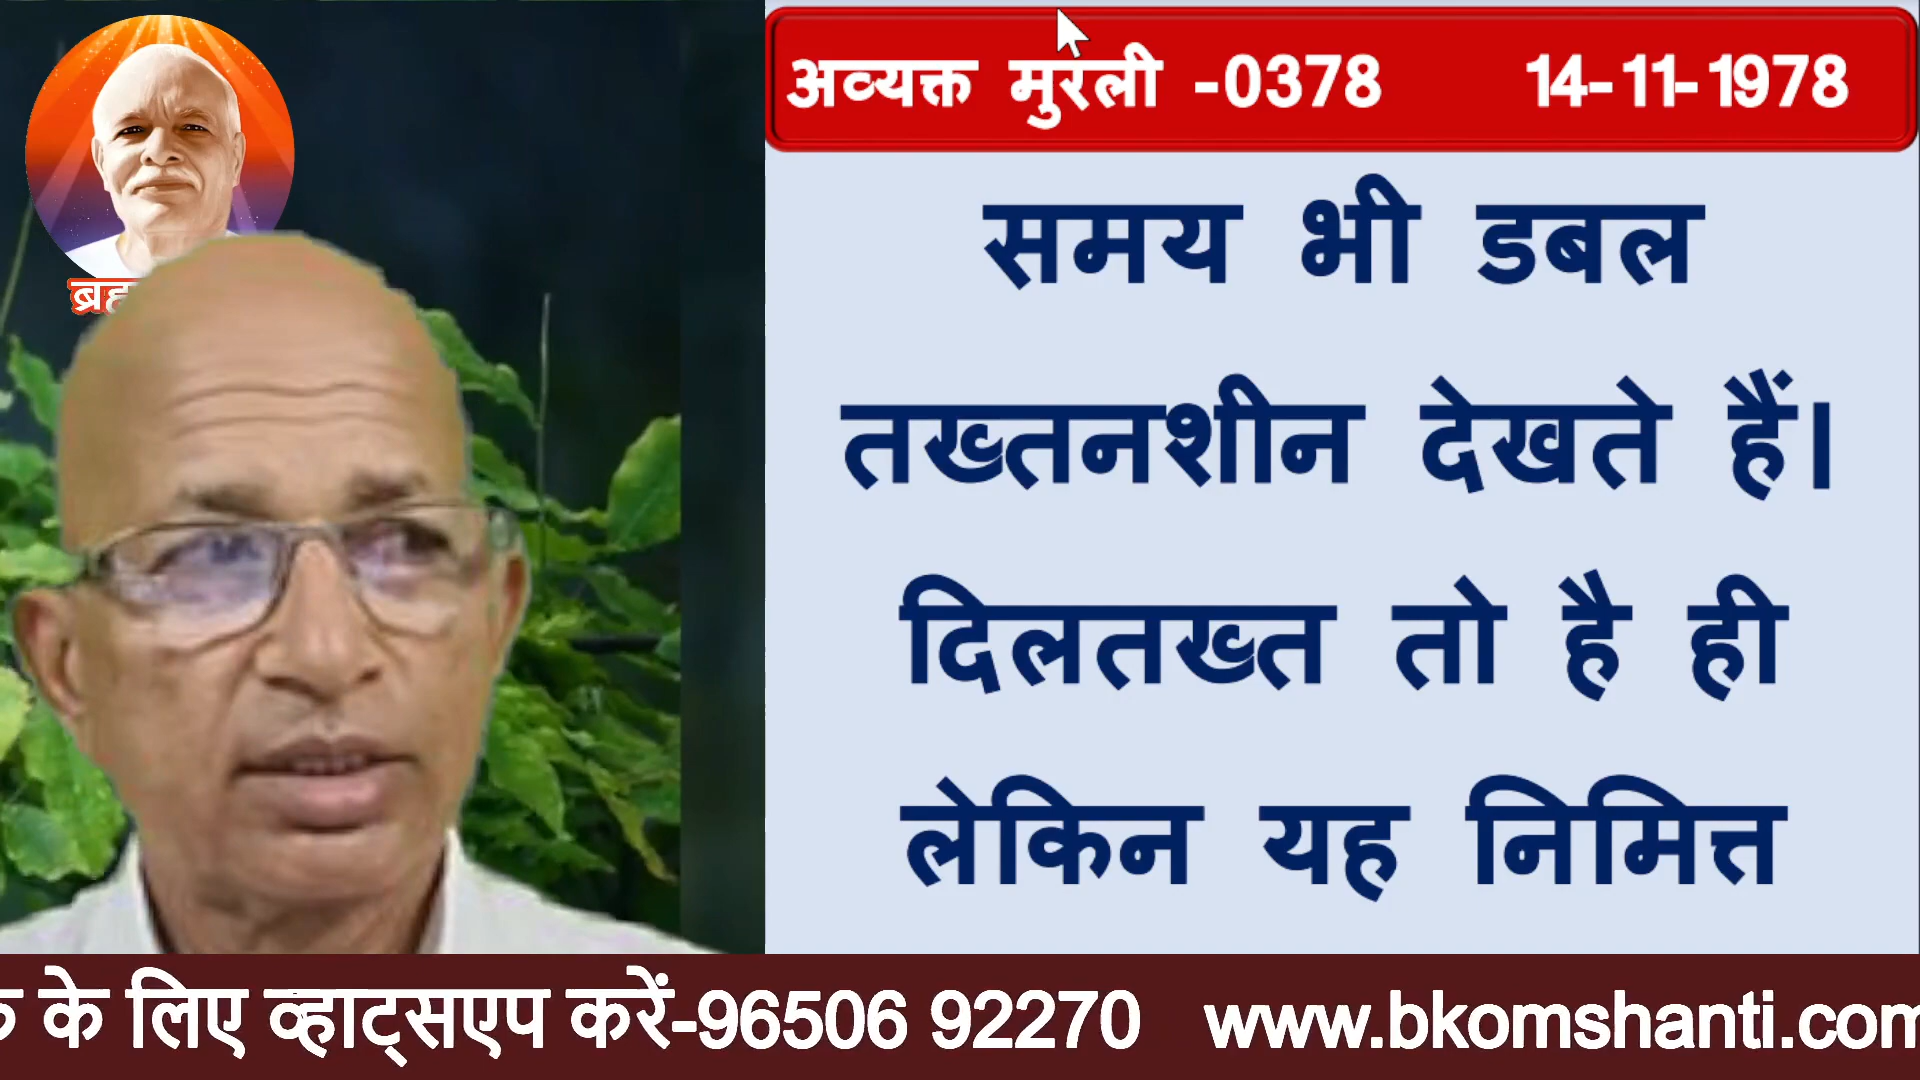 अव्यक्त मुरली -0378 14-11-1978
समय भी डबल
तख्तनशीन देखते हैं।
दिलतख्त तो है ही
लेकिन यह निमित्त
के लिए व्हाट्सएप करें-96506 92270 www.bkomshanti.com